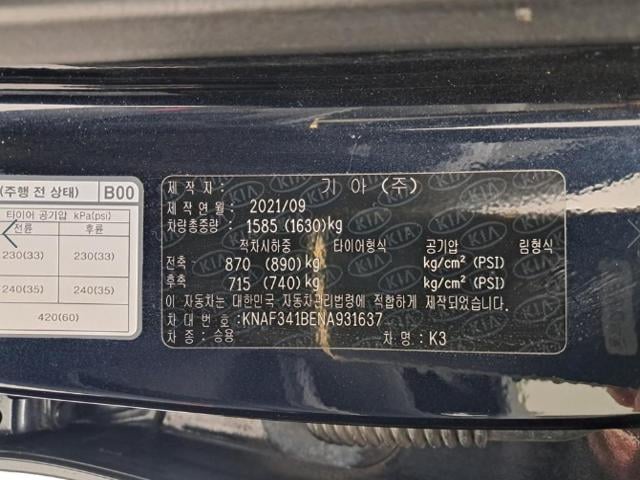 (주행 전 상태) B00
타이어 공기압 kPa(psi)
전륜 후륜
230(33) 230(33)
240(35) 240(35)
420(60)
제 작 자 : 기 아 (주)
제 작 연 월 : 2021/09
차량총중량 : 1585 (1630)kg
적차시하중 타이어형식 공기압 림형식
전축 : 870 (890)kg kg/cm² (PSI)
후축 : 715 (740)kg kg/cm² (PSI)
이 자동차는 대한민국 자동차관리법령에 적합하게 제작되었습니다.
차 대 번 호 : KNAF341BENA931637
차 종 : 승용 차 명 : K3